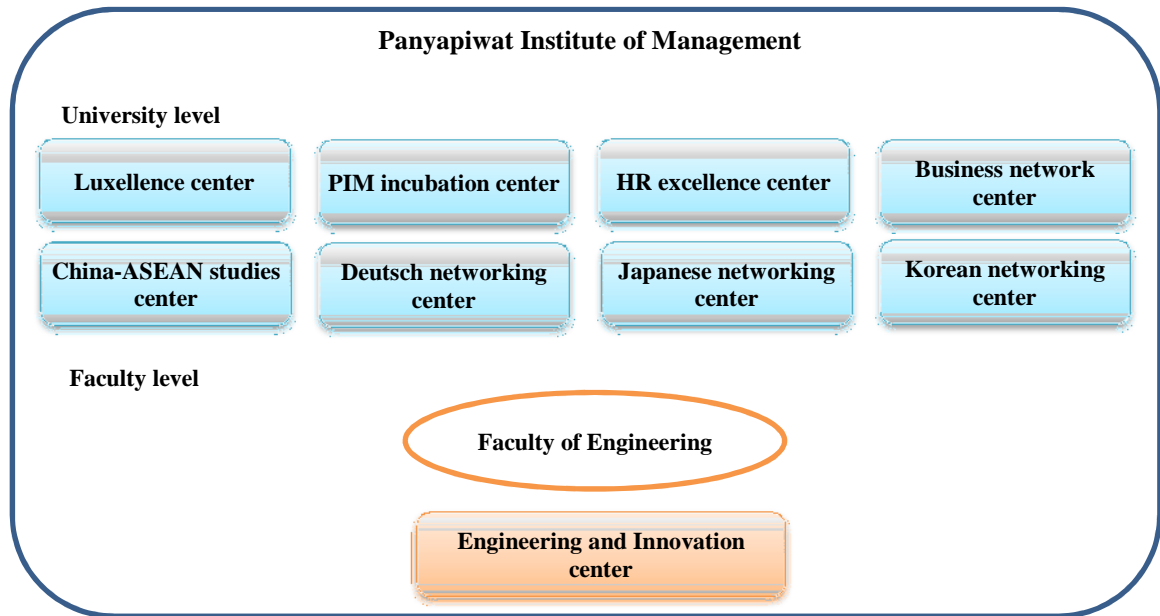 Panyapiwat Institute of Management
University level
Luxellence center
PIM incubation center
HR excellence center
Business network
center
China-ASEAN studies
center
Deutsch networking
center
Japanese networking
center
Korean networking
center
Faculty level
Faculty of Engineering
Engineering and Innovation
center